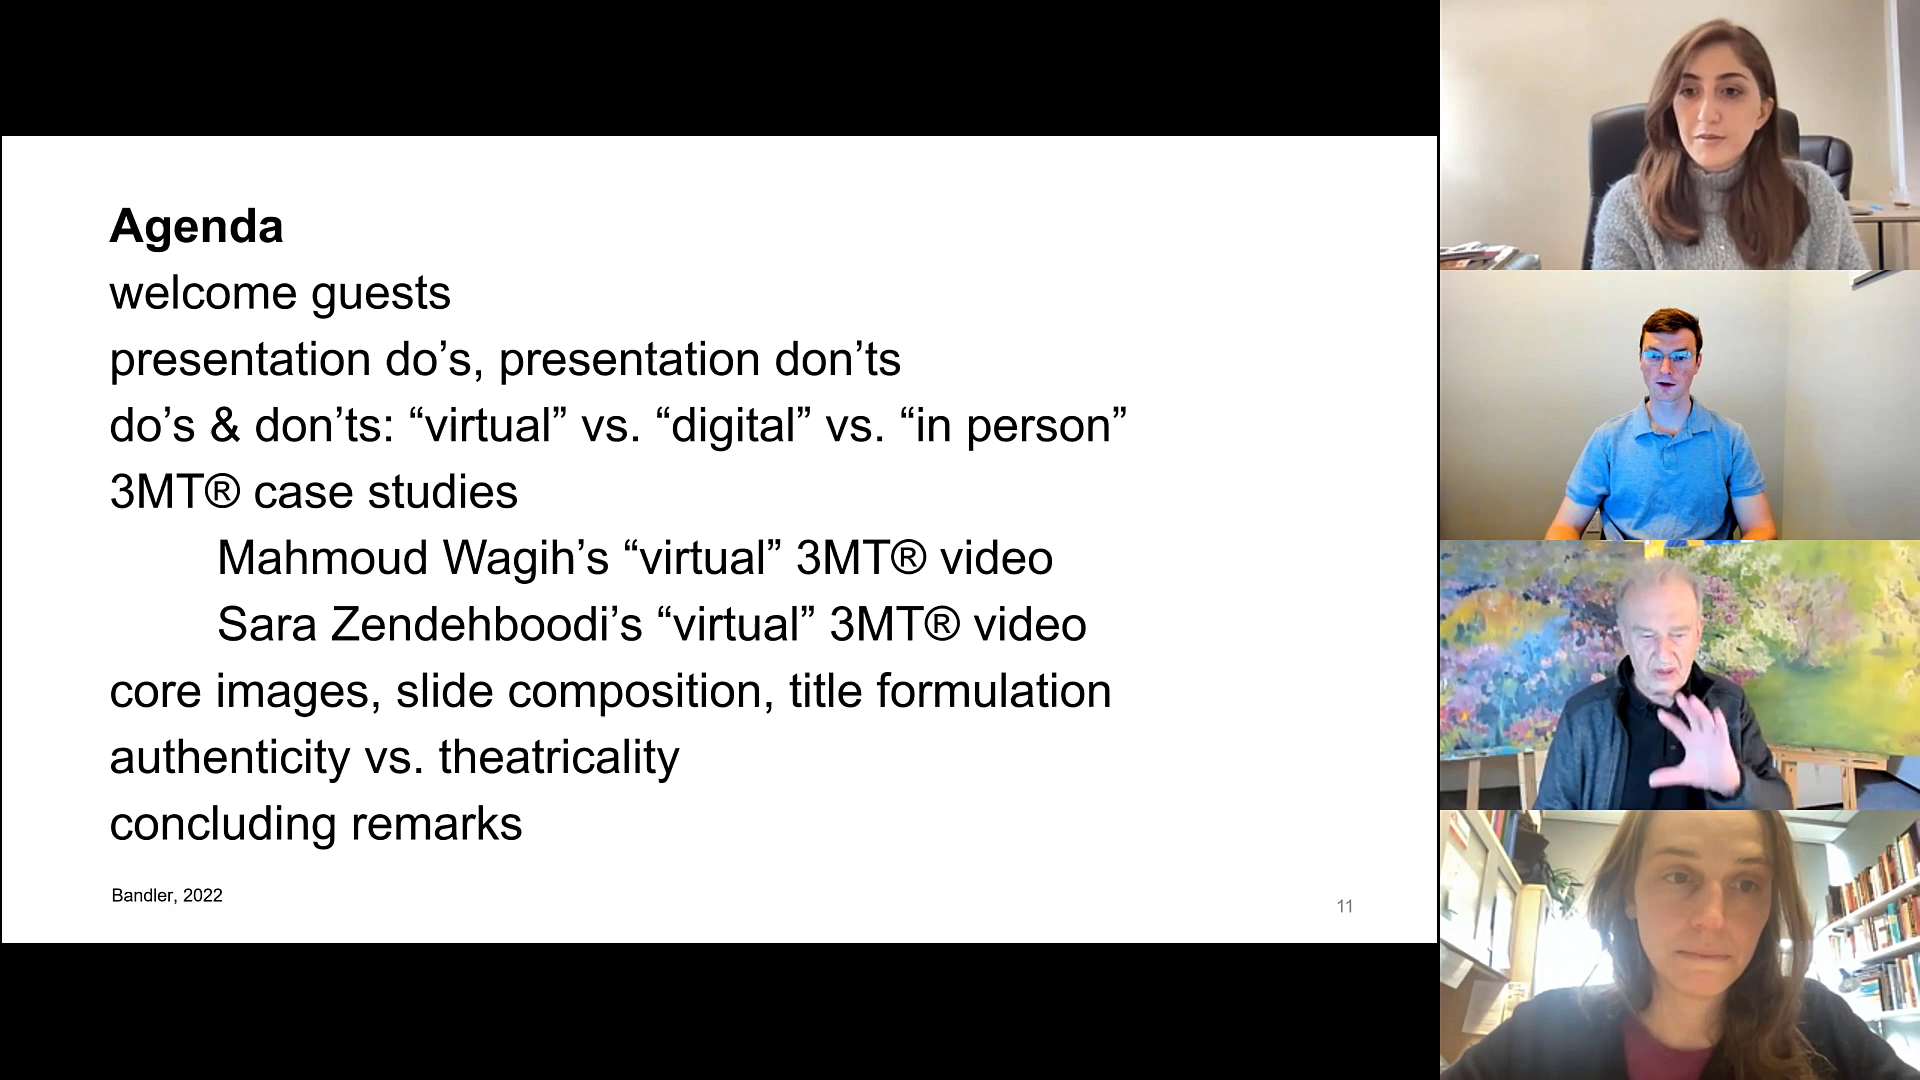 Agenda
welcome guests
presentation do’s, presentation don’ts
do’s & don’ts: “virtual” vs. “digital” vs. “in person”
3MT® case studies
Mahmoud Wagih’s “virtual” 3MT® video
Sara Zendehboodi’s “virtual” 3MT® video
core images, slide composition, title formulation
authenticity vs. theatricality
concluding remarks
Bandler, 2022
11